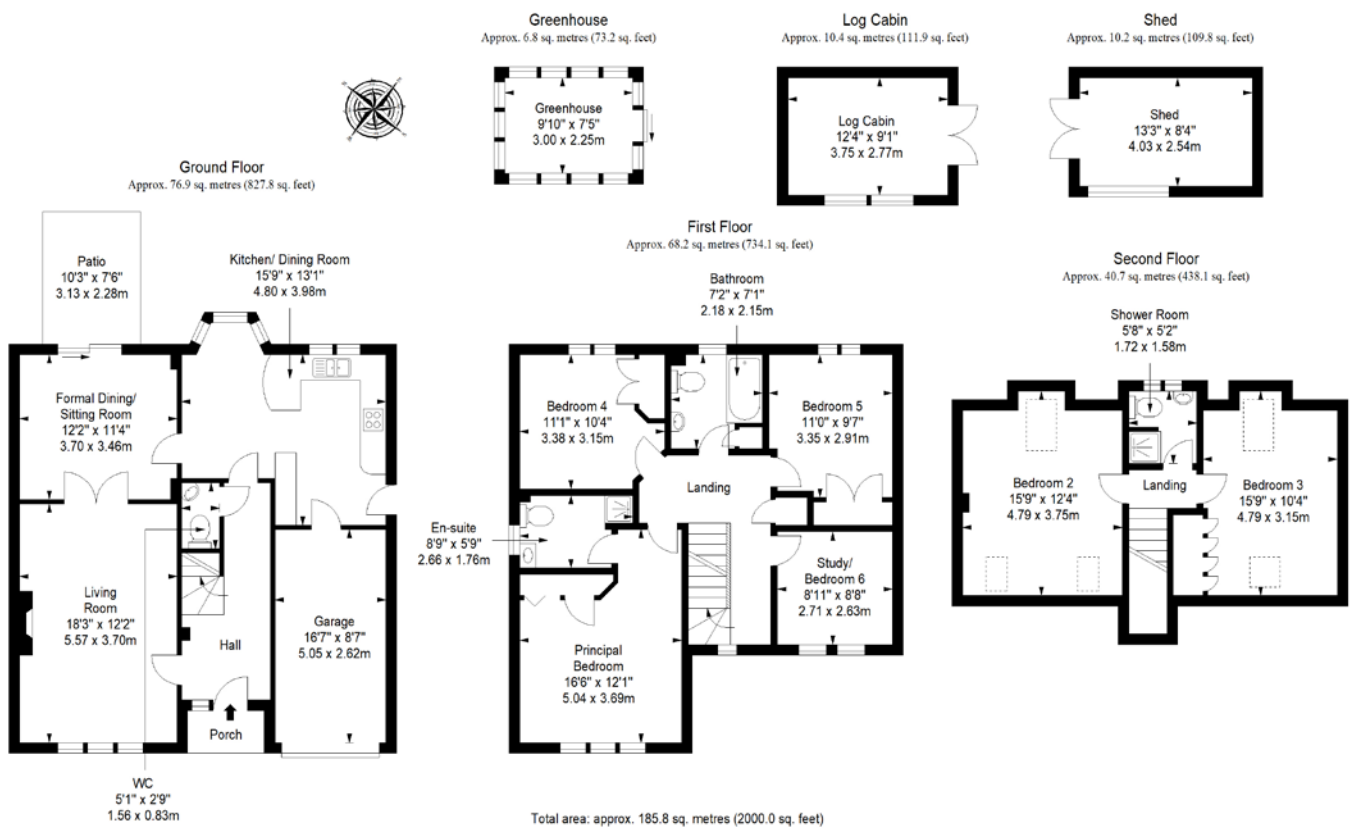 Greenhouse
Approx. 6.8 sq. metres (73.2 sq. feet)
Greenhouse
9'10" x 7'5"
3.00 x 2.25m
Log Cabin
Approx. 10.4 sq. metres (111.9 sq. feet)
Log Cabin
12'4" x 9'1"
3.75 x 2.77m
Shed
Approx. 10.2 sq. metres (109.8 sq. feet)
Shed
13'3" x 8'4"
4.03 x 2.54m
Ground Floor
Approx. 76.9 sq. metres (827.8 sq. feet)
Patio
10'3" x 7'6"
3.13 x 2.28m
Kitchen/ Dining Room
15'9" x 13'1"
4.80 x 3.98m
Formal Dining/
Sitting Room
12'2" x 11'4"
3.70 x 3.46m
Living
Room
18'3" x 12'2"
5.57 x 3.70m
Hall
Garage
16'7" x 8'7"
5.05 x 2.62m
Porch
WC
5'1" x 2'9"
1.56 x 0.83m
First Floor
Approx. 68.2 sq. metres (734.1 sq. feet)
Bathroom
7'2" x 7'1"
2.18 x 2.15m
Bedroom 4
11'1" x 10'4"
3.38 x 3.15m
Bedroom 5
11'0" x 9'7"
3.35 x 2.91m
Landing
En-suite
8'9" x 5'9"
2.66 x 1.76m
Study/
Bedroom 6
8'11" x 8'8"
2.71 x 2.63m
Principal
Bedroom
16'6" x 12'1"
5.04 x 3.69m
Second Floor
Approx. 40.7 sq. metres (438.1 sq. feet)
Shower Room
5'8" x 5'2"
1.72 x 1.58m
Bedroom 2
15'9" x 12'4"
4.79 x 3.75m
Landing
Bedroom 3
15'9" x 10'4"
4.79 x 3.15m
Total area: approx. 185.8 sq. metres (2000.0 sq. feet)